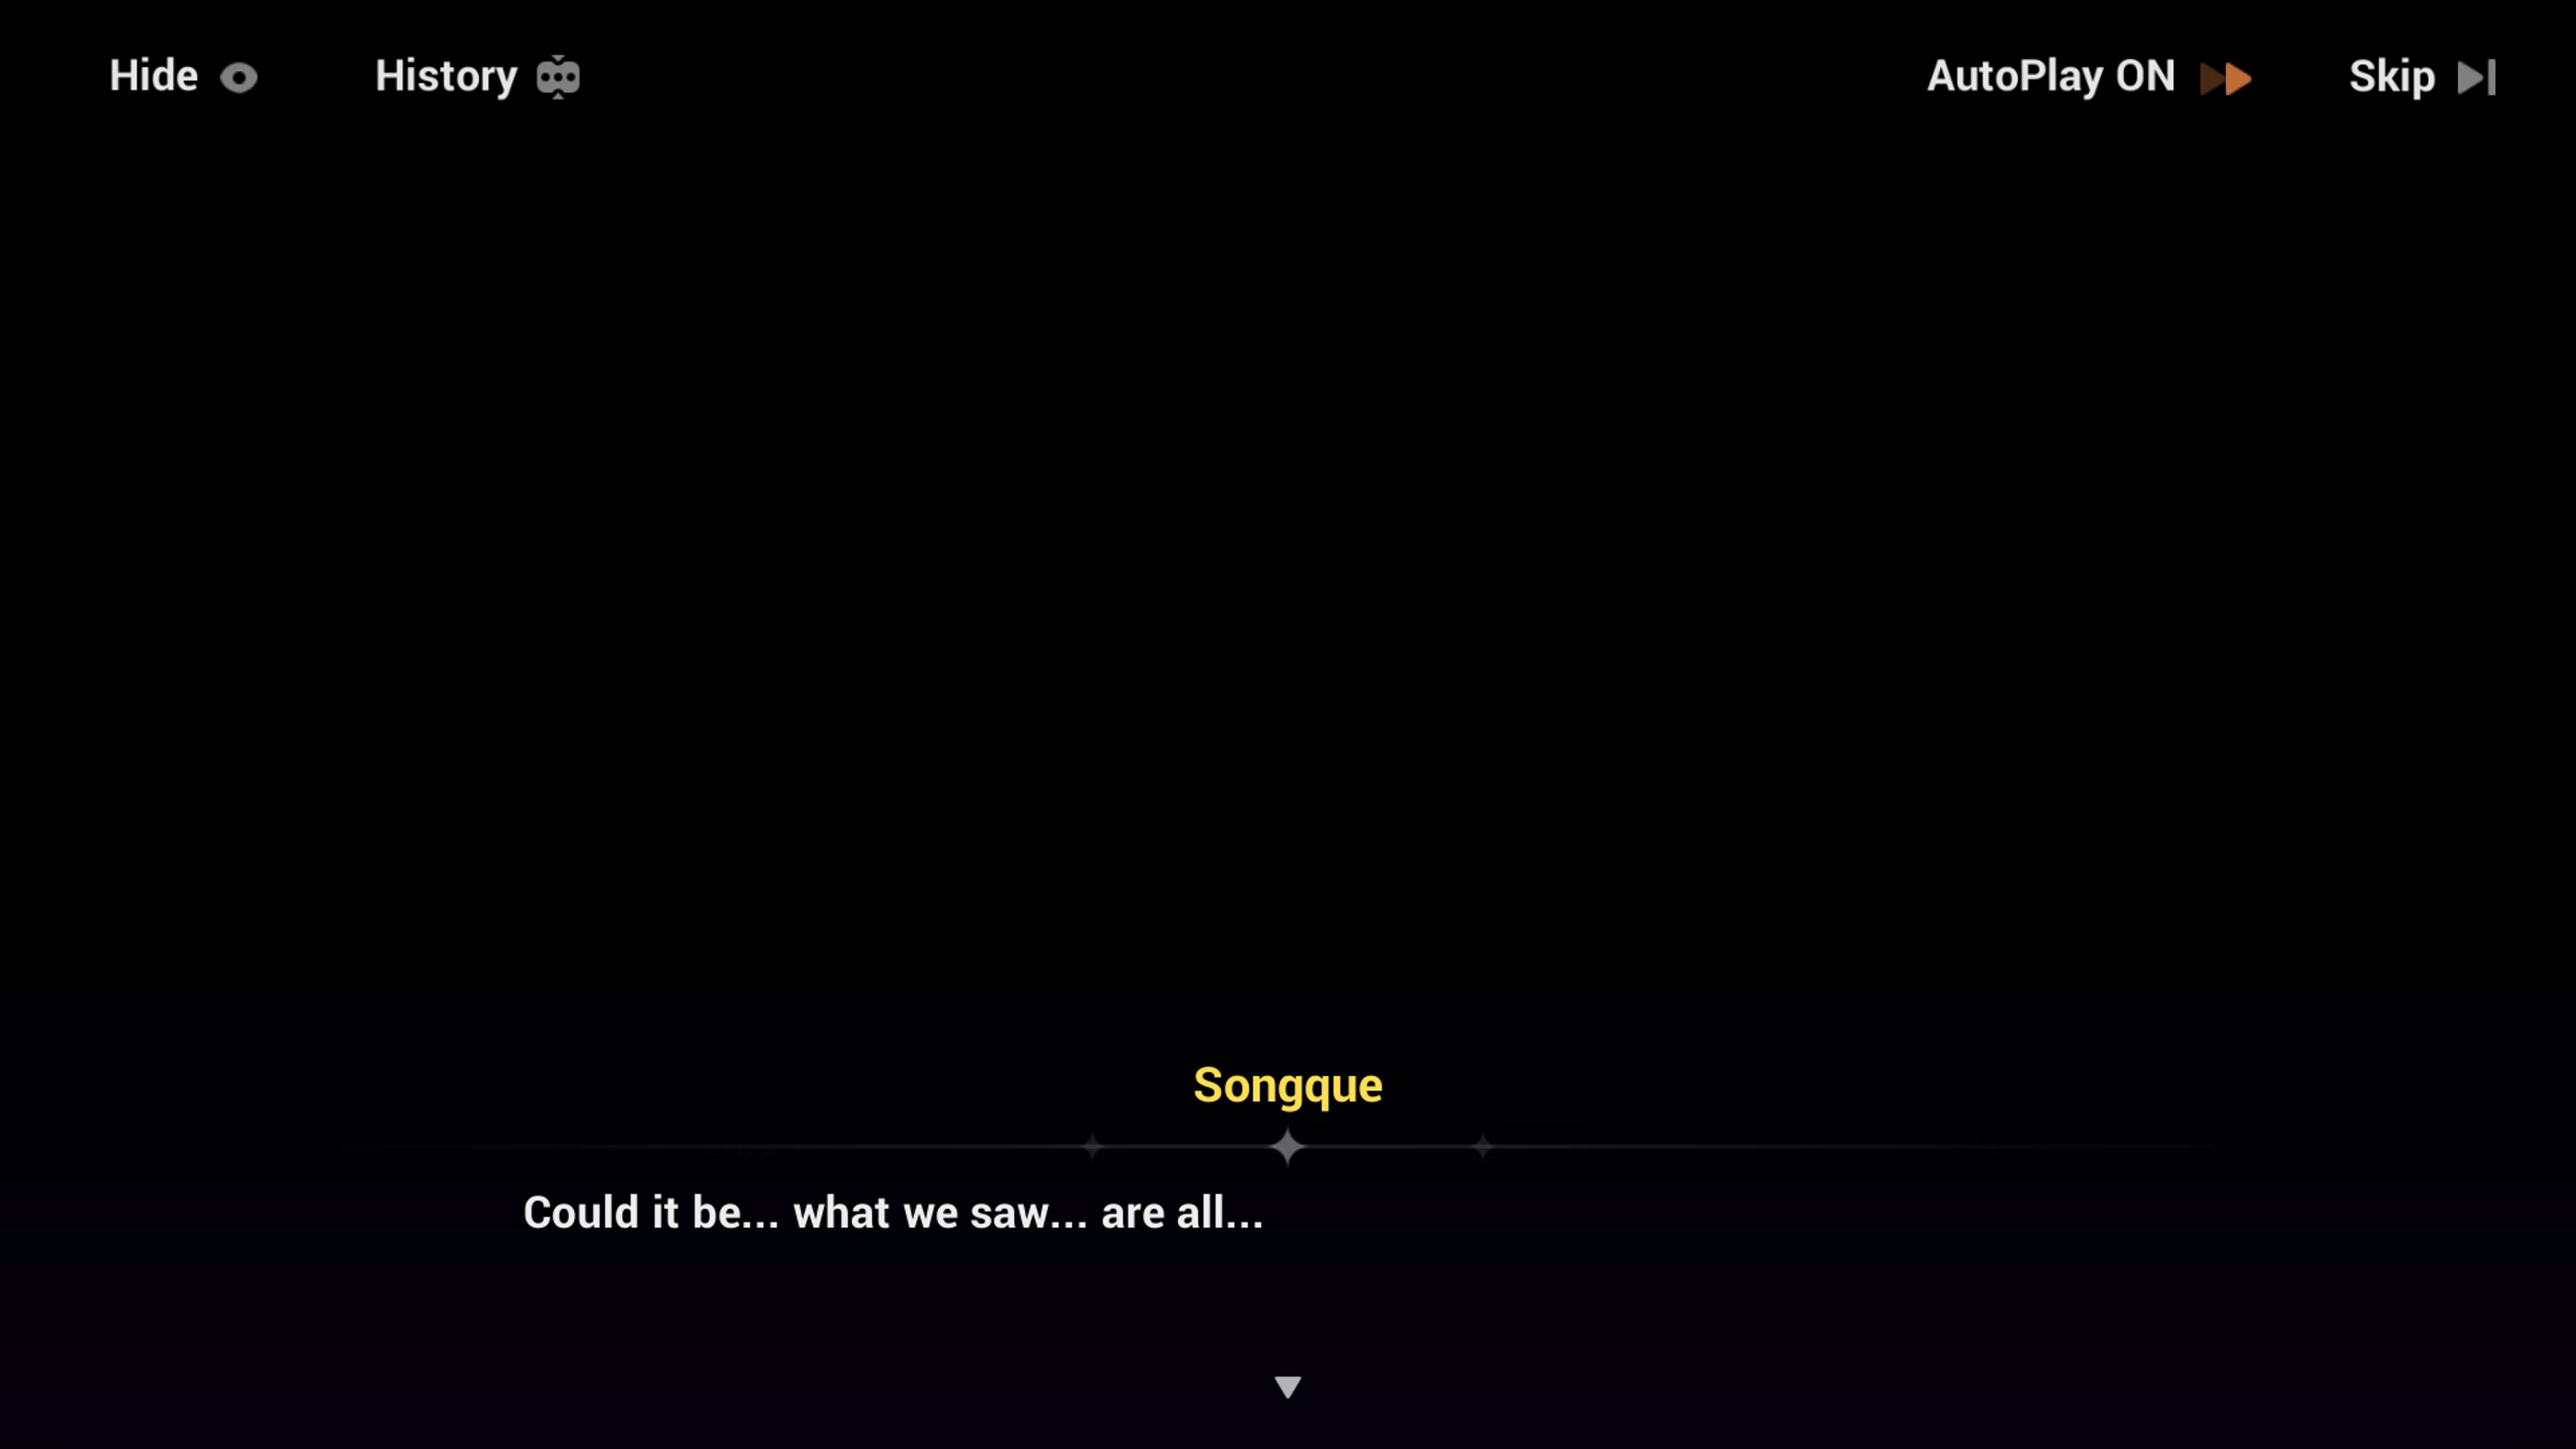 Hide
History
AutoPlay ON
Skip
Songque
Could it be... what we saw... are all...